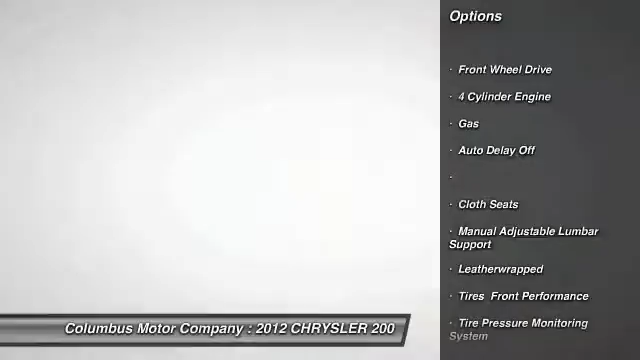 Options
· Front Wheel Drive
· 4 Cylinder Engine
· Gas
· Auto Delay Off
·
· Cloth Seats
· Manual Adjustable Lumbar
Support
· Leatherwrapped
· Tires Front Performance
· Tire Pressure Monitoring
System
Columbus Motor Company : 2012 CHRYSLER 200